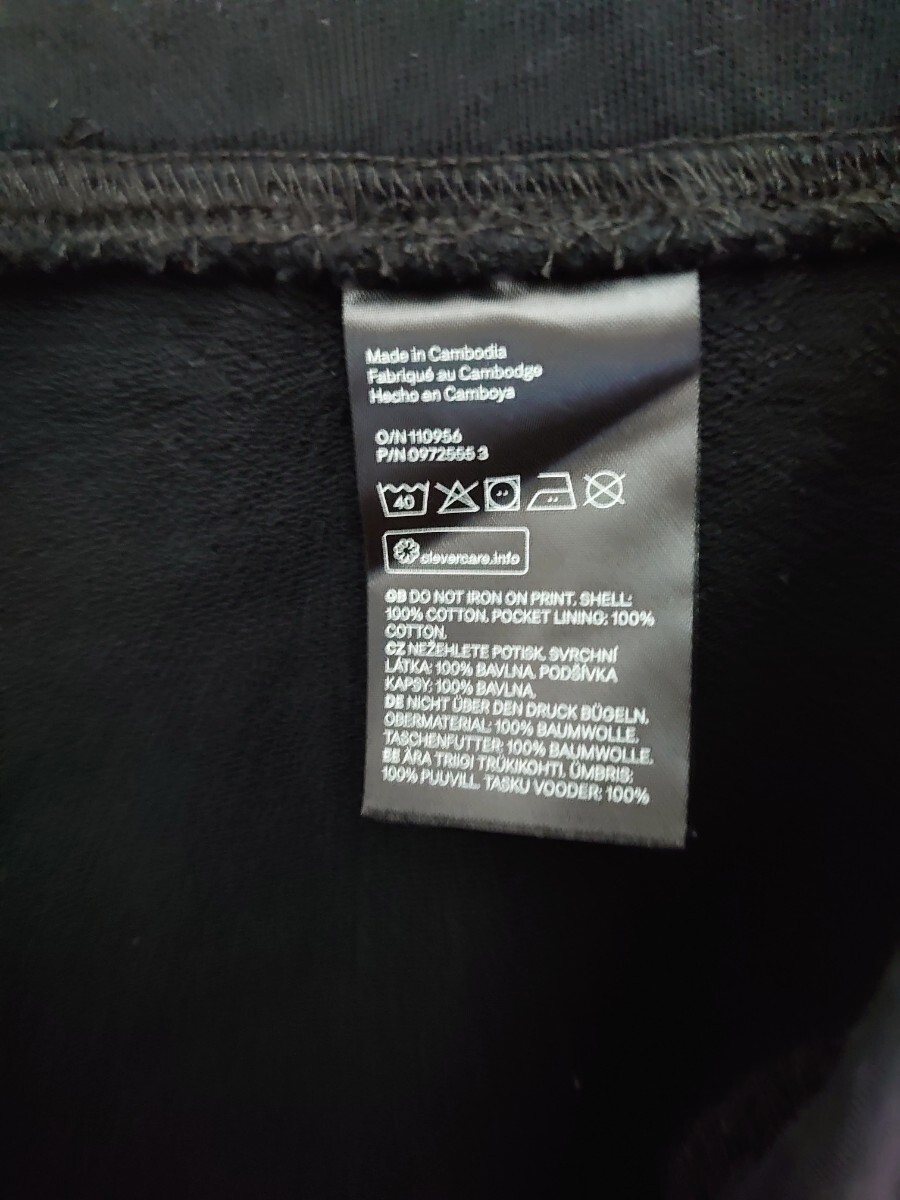 Made in Cambodia
Fabriqué au Cambodge
Hecho en Camboya
O/N 110956
P/N 0972555 3
40
clevercare.info
GB DO NOT IRON ON PRINT. SHELL:
100% COTTON. POCKET LINING: 100%
COTTON.
CZ NEŽEHLETE POTISK. SVRCHNÍ
LÁTKA: 100% BAVLNA. PODŠÍVKA
KAPSY: 100% BAVLNA.
DE NICHT ÜBER DEN DRUCK BÜGELN.
OBERMATERIAL: 100% BAUMWOLLE.
TASCHENFUTTER: 100% BAUMWOLLE.
EE ÄRA TRIIGI TRÜKIKOHTI. ÜMBRIS:
100% PUUVILL. TASKU VOODER: 100%